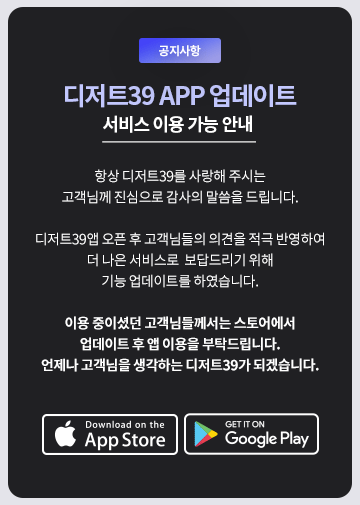 공지사항
디저트39 APP 업데이트
서비스 이용 가능 안내
항상 디저트39를 사랑해 주시는
고객님께 진심으로 감사의 말씀을 드립니다.
디저트39앱 오픈 후 고객님들의 의견을 적극 반영하여
더 나은 서비스로 보답드리기 위해
기능 업데이트를 하였습니다.
이용 중이셨던 고객님들께서는 스토어에서
업데이트 후 앱 이용을 부탁드립니다.
언제나 고객님을 생각하는 디저트39가 되겠습니다.
Download on the
App Store
GET IT ON
Google Play